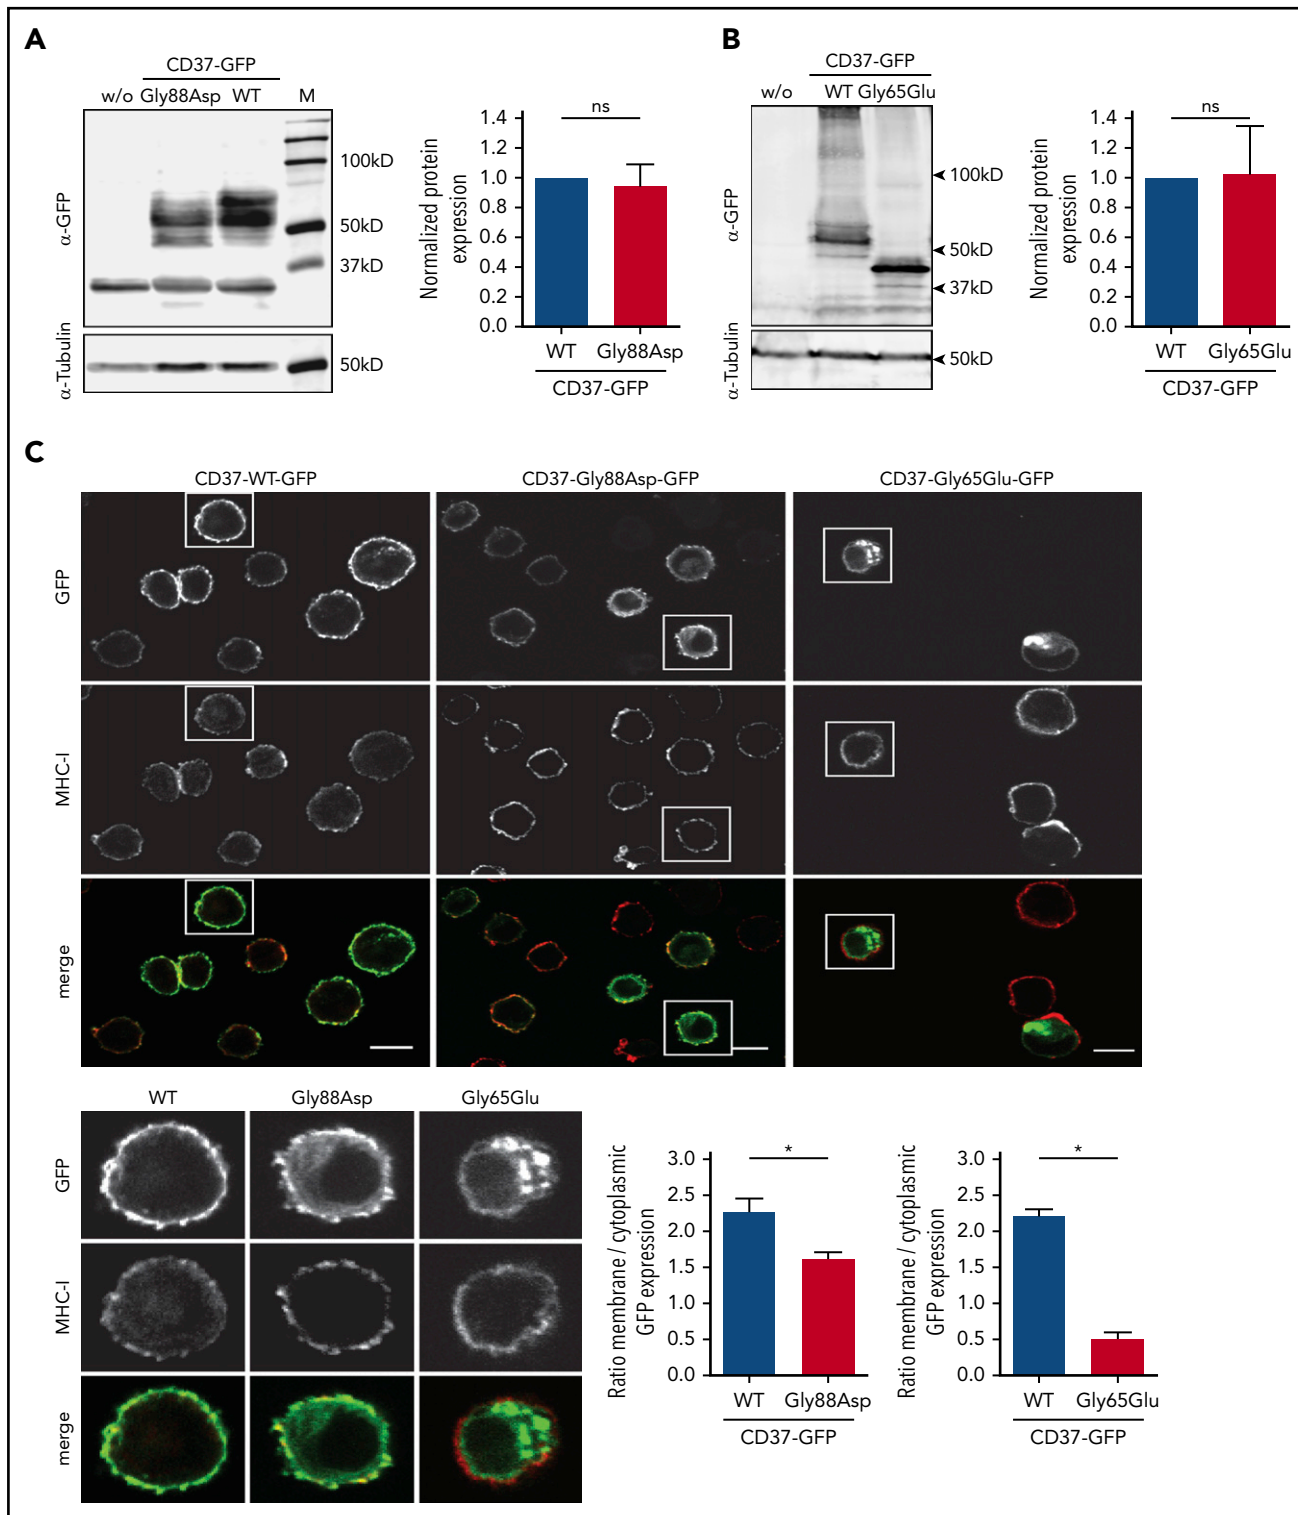 A
CD37-GFP
w/o Gly88Asp WT M
α-GFP
100kD
50kD
37kD
α-Tubulin
50kD
Normalized protein
expression
1.4
1.2
1.0
0.8
0.6
0.4
0.2
0.0
ns
WT Gly88Asp
CD37-GFP
B
CD37-GFP
w/o WT Gly65Glu
α-GFP
100kD
50kD
37kD
α-Tubulin
50kD
Normalized protein
expression
1.4
1.2
1.0
0.8
0.6
0.4
0.2
0.0
ns
WT Gly65Glu
CD37-GFP
C
CD37-WT-GFP CD37-Gly88Asp-GFP CD37-Gly65Glu-GFP
GFP
MHC-I
merge
WT Gly88Asp Gly65Glu
GFP
MHC-I
merge
Ratio membrane / cytoplasmic
GFP expression
3.0
2.5
2.0
1.5
1.0
0.5
0.0
*
WT Gly88Asp
CD37-GFP
Ratio membrane / cytoplasmic
GFP expression
3.0
2.5
2.0
1.5
1.0
0.5
0.0
*
WT Gly65Glu
CD37-GFP